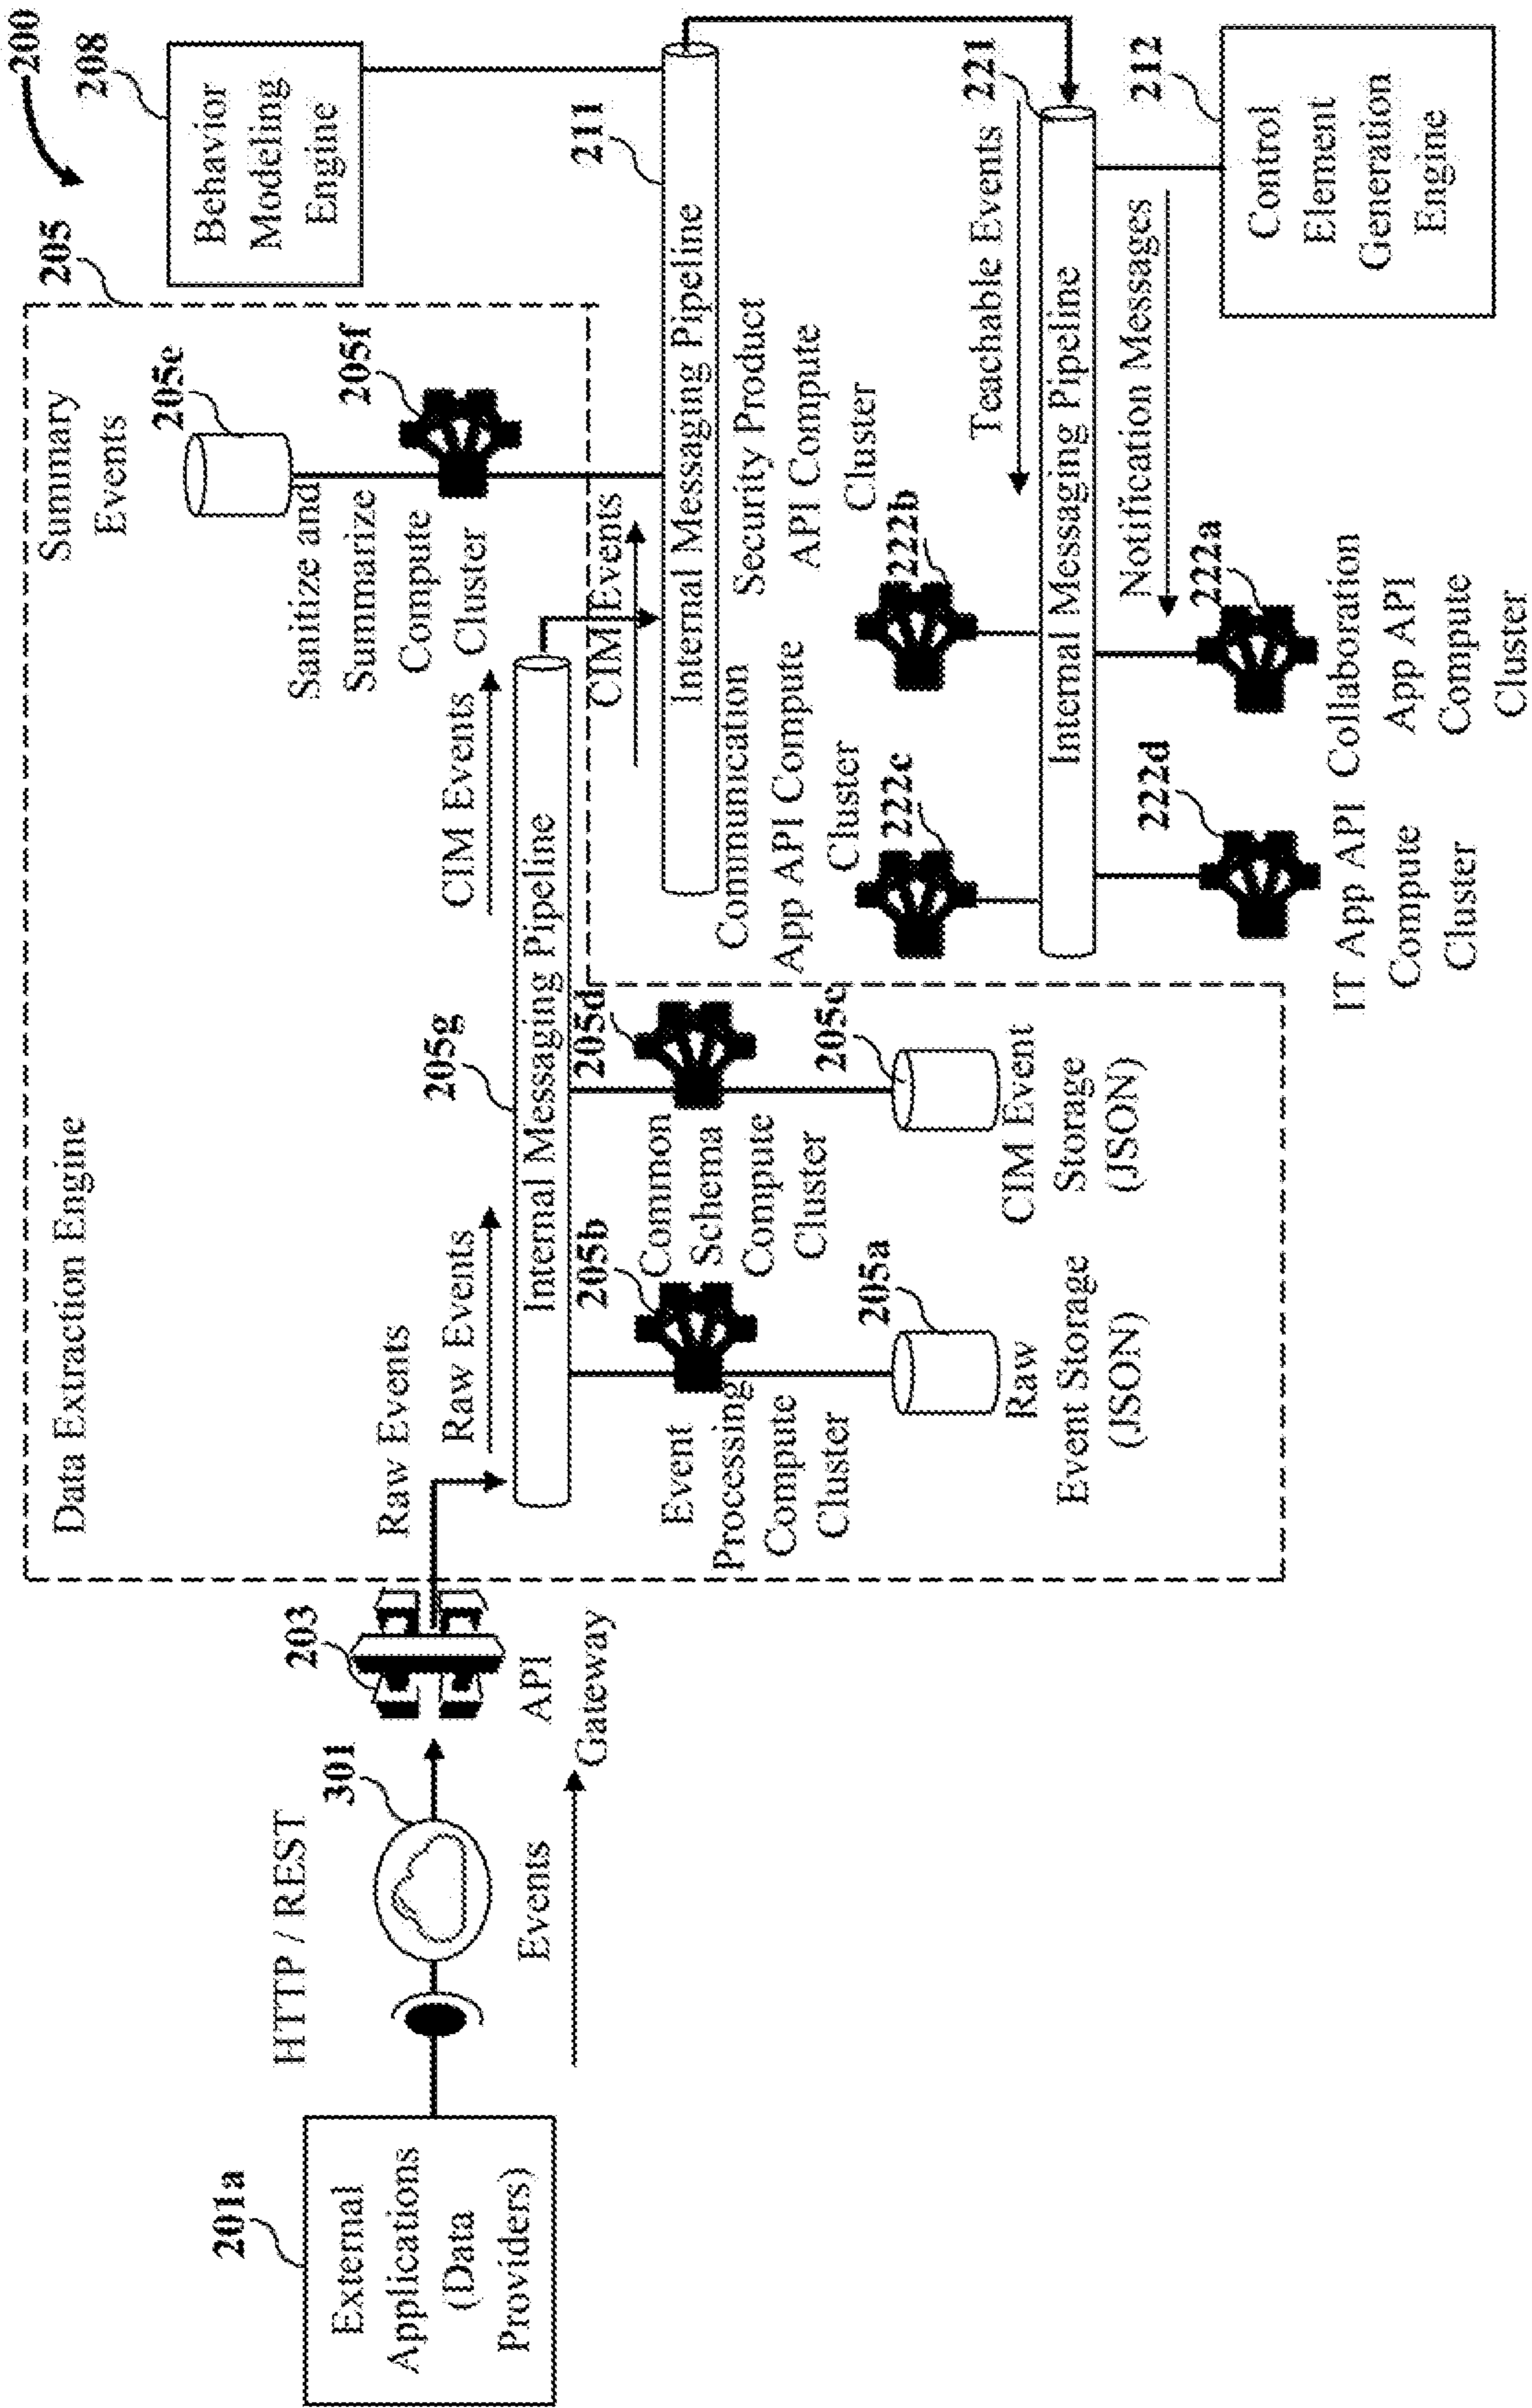 200
205
208
Behavior
Modeling
Engine
Data Extraction Engine
Summary
Events
205e
205f
Sanitize and
Summarize
Compute
Cluster
201a
External
Applications
(Data
Providers)
HTTP / REST
301
Events
203
API
Gateway
Raw Events
Raw Events
205g
CIM Events
Internal Messaging Pipeline
CIM Events
211
Internal Messaging Pipeline
205b
Event
Processing
Compute
Cluster
205a
Raw
Event Storage
(JSON)
205d
Common
Schema
Compute
Cluster
205c
CIM Event
Storage
(JSON)
Communication
App API Compute
Cluster
222c
Security Product
API Compute
Cluster
222b
Teachable Events
221
Internal Messaging Pipeline
Notification Messages
212
Control
Element
Generation
Engine
222d
IT App API
Compute
Cluster
222a
Collaboration
App API
Compute
Cluster